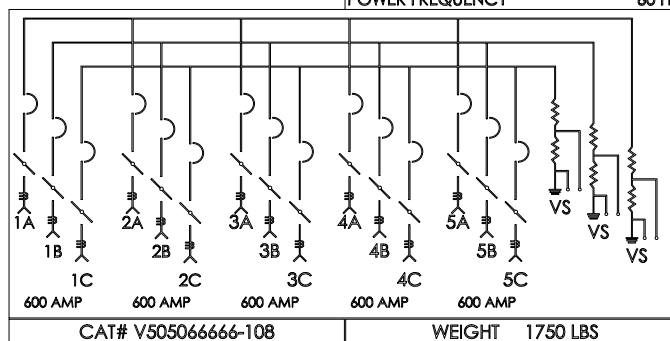 POWER FREQUENCY 60 H
1A 2A 3A 4A 5A VS
1B 2B 3B 4B 5B VS
1C 2C 3C 4C 5C VS
600 AMP 600 AMP 600 AMP 600 AMP 600 AMP
CAT# V505066666-108 WEIGHT 1750 LBS